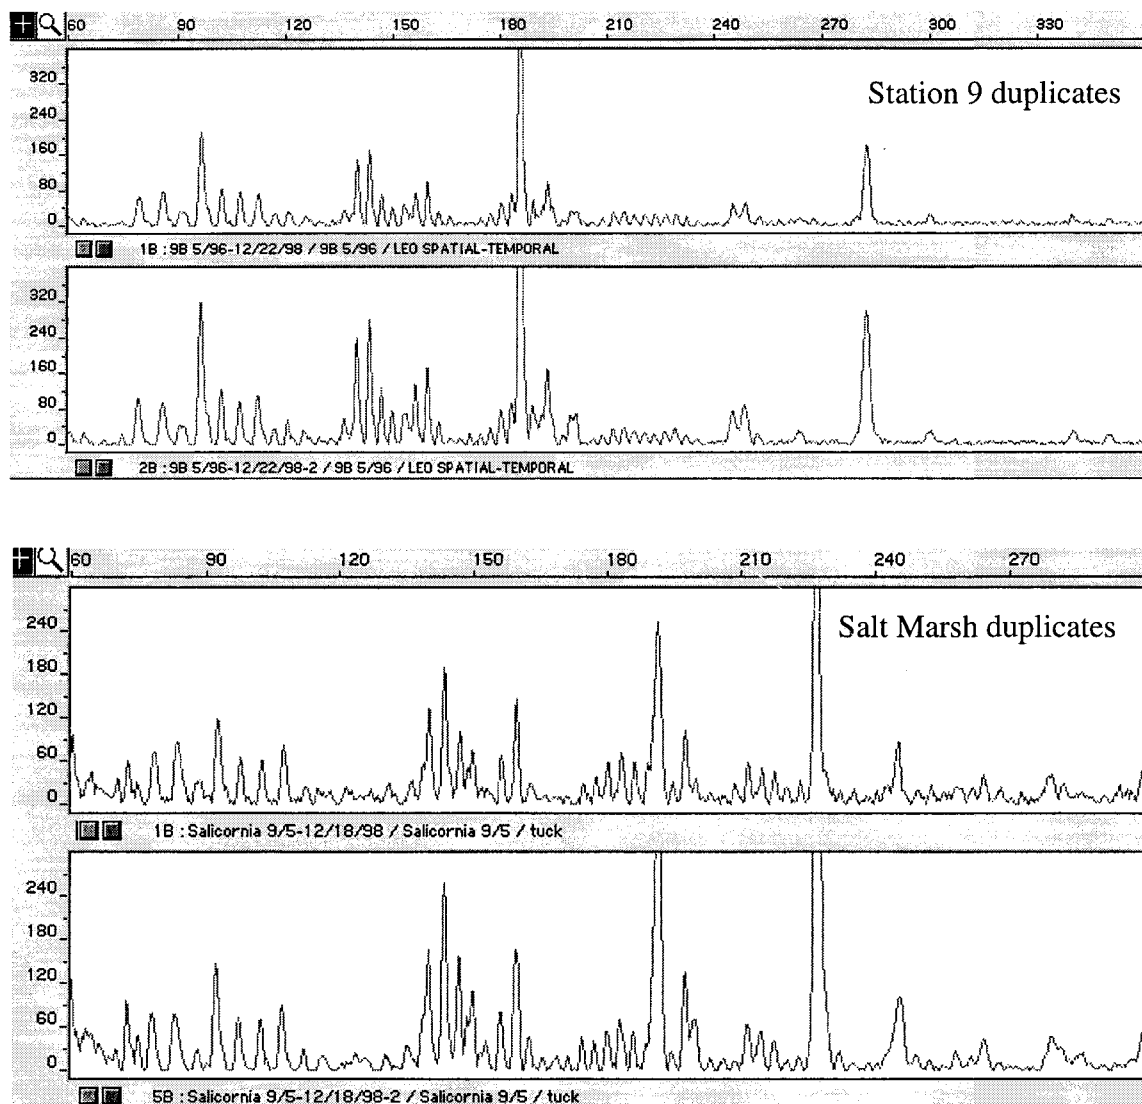 60 90 120 150 180 210 240 270 300 330
Station 9 duplicates
320
240
160
80
0
1B : 9B 5/96-12/22/98 / 9B 5/96 / LEO SPATIAL-TEMPORAL
320
240
160
80
0
2B : 9B 5/96-12/22/98-2 / 9B 5/96 / LEO SPATIAL-TEMPORAL
60 90 120 150 180 210 240 270
Salt Marsh duplicates
240
180
120
60
0
1B : Salicornia 9/5-12/18/98 / Salicornia 9/5 / tuck
240
180
120
60
0
5B : Salicornia 9/5-12/18/98-2 / Salicornia 9/5 / tuck